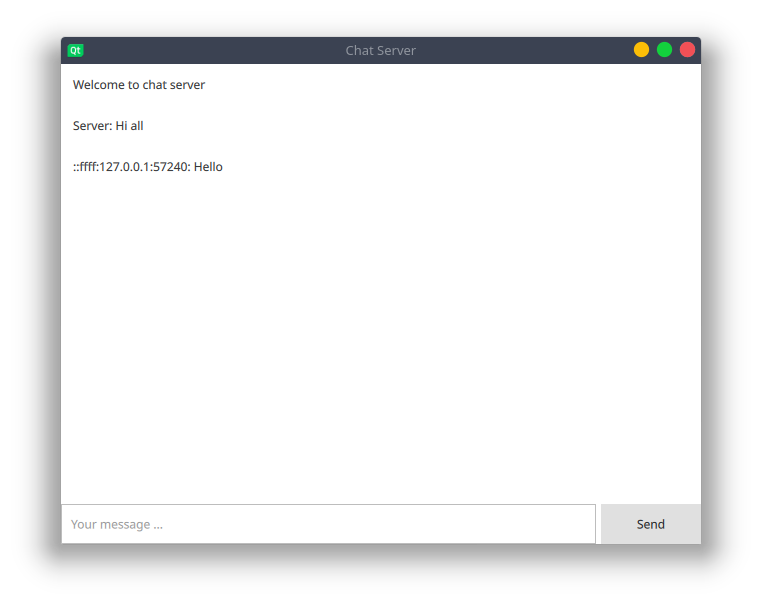 Qt
Chat Server
Welcome to chat server
Server: Hi all
::ffff:127.0.0.1:57240: Hello
Your message ...
Send